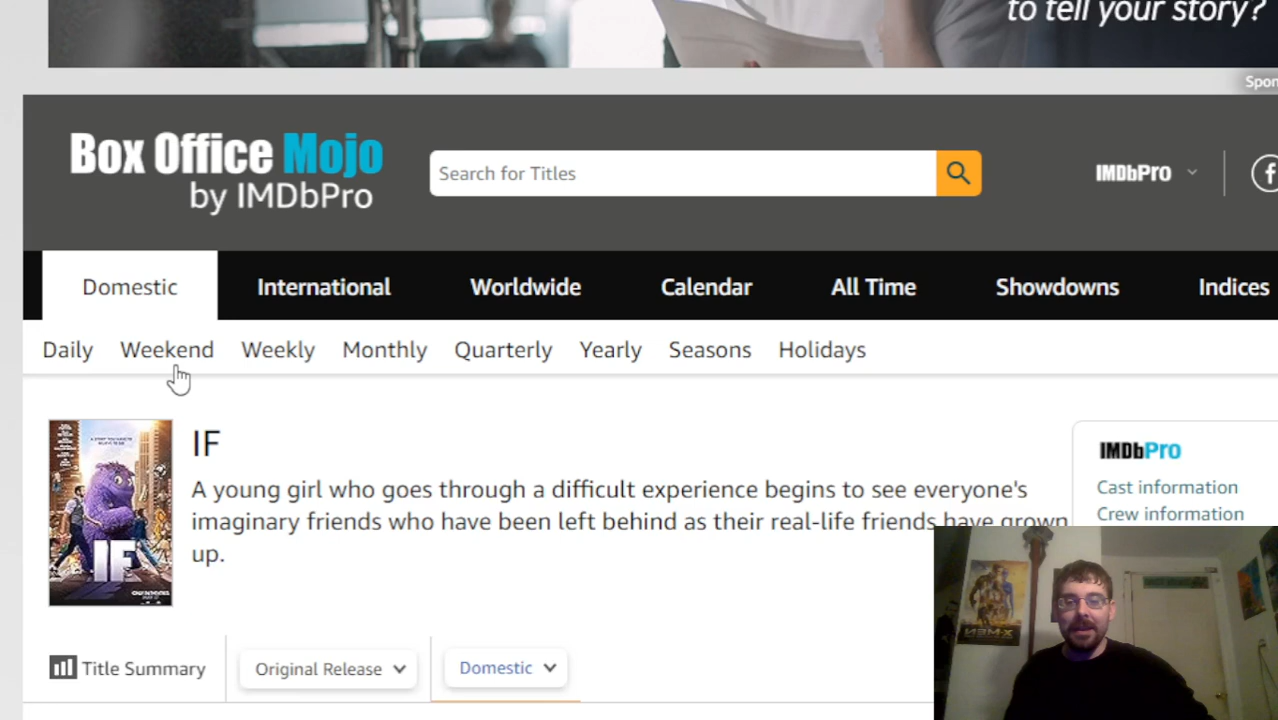 to tell your story?
Spon
Box Office Mojo
by IMDbPro
Search for Titles
IMDbPro
Domestic International Worldwide Calendar All Time Showdowns Indices
Daily Weekend Weekly Monthly Quarterly Yearly Seasons Holidays
IF
A young girl who goes through a difficult experience begins to see everyone's
imaginary friends who have been left behind as their real-life friends have grown
up.
IMDbPro
Cast information
Crew information
IF
Title Summary
Original Release
Domestic